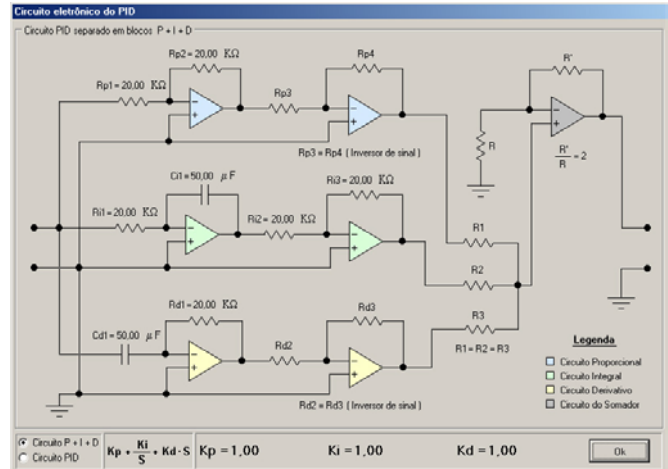 Circuito eletrônico do PID
Circuito PID separado em blocos P + I + D
Rp2 = 20,00 KΩ
Rp4
R'
Rp1 = 20,00 KΩ
Rp3
R
R'/R = 2
Rp3 = Rp4 ( Inversor de sinal )
Ci1 = 50,00 μF
Ri3 = 20,00 KΩ
Ri1 = 20,00 KΩ
Ri2 = 20,00 KΩ
R1
R2
Rd1 = 20,00 KΩ
Rd3
R3
Cd1 = 50,00 μF
Rd2
R1 = R2 = R3
Rd2 = Rd3 ( Inversor de sinal )
Legenda
Circuito Proporcional
Circuito Integral
Circuito Derivativo
Circuito do Somador
Circuito P + I + D
Circuito PID
Kp + Ki/S + Kd·S
Kp = 1,00
Ki = 1,00
Kd = 1,00
Ok